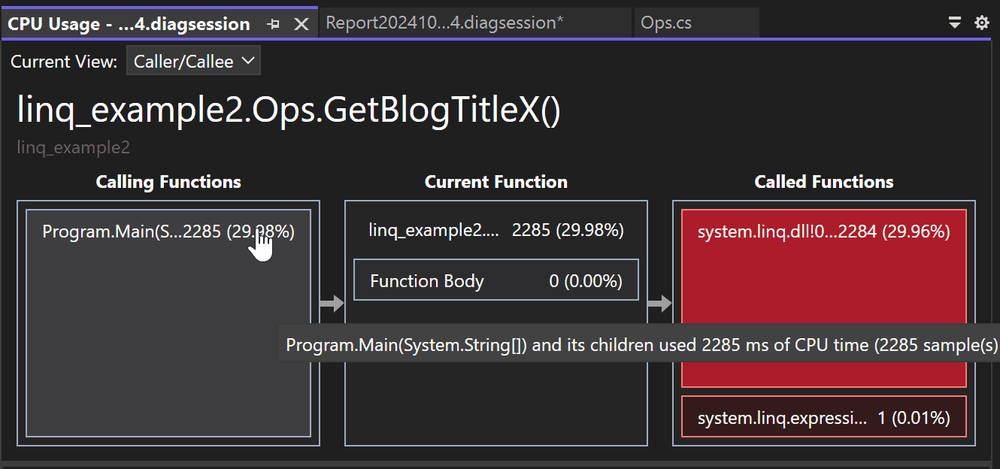 CPU Usage - ...4.diagsession
Report202410...4.diagsession*
Ops.cs
Current View:
Caller/Callee
linq_example2.Ops.GetBlogTitleX()
linq_example2
Calling Functions
Current Function
Called Functions
Program.Main(S...2285 (29.98%)
linq_example2.... 2285 (29.98%)
Function Body 0 (0.00%)
system.linq.dll!0...2284 (29.96%)
Program.Main(System.String[]) and its children used 2285 ms of CPU time (2285 sample(s)
system.linq.expressi... 1 (0.01%)